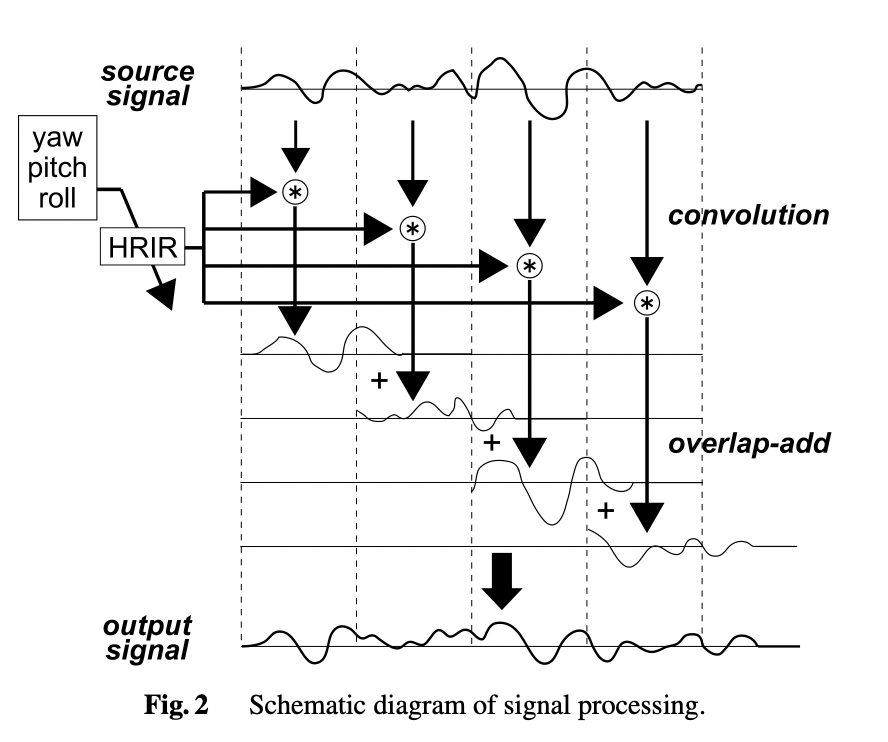 source
signal
yaw
pitch
roll
HRIR
*
*
*
*
convolution
+
+
overlap-add
+
output
signal
Fig. 2 Schematic diagram of signal processing.